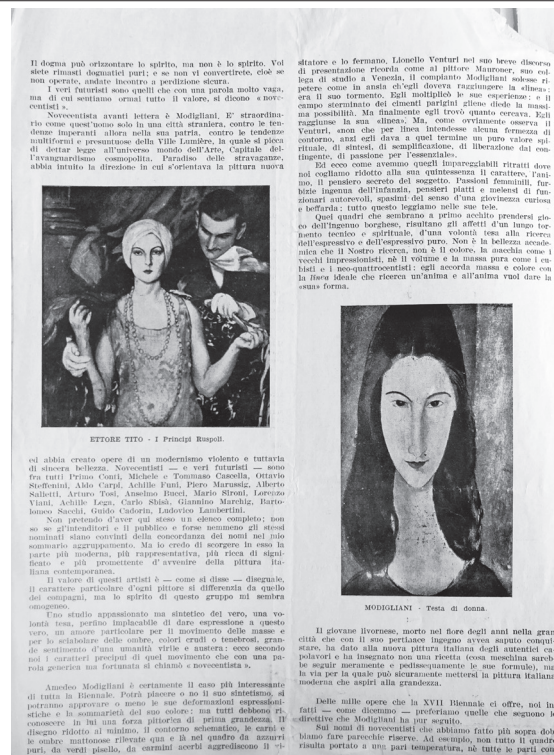 Il dogma può orizzontare lo spirito, ma non è lo spirito. Voi
siete rimasti dogmatici puri; e se non vi convertirete, cioè se
non operate, andate incontro a perdizione sicura.
I veri futuristi sono quelli che con una parola molto vaga,
ma di cui sentiamo ormai tutto il valore, si dicono « nove-
centisti ».
Novecentista avanti lettera è Modigliani. E' straordina-
rio come quest'uomo solo in una città straniera, contro le ten-
denze imperanti allora nella sua patria, contro le tendenze
multiformi e presuntuose della Ville Lumière, la quale si picca
di dettar legge all'universo mondo dell'Arte, Capitale del-
l'avanguardismo cosmopolita, Paradiso delle stravaganze,
abbia intuito la direzione in cui s'orientava la pittura nuova
ETTORE TITO - I Principi Ruspoli.
ed abbia creato opere di un modernismo violento e tuttavia
di sincera bellezza. Novecentisti — e veri futuristi — sono
fra tutti Primo Conti, Michele e Tommaso Cascella, Ottavio
Steffenini, Aldo Carpi, Achille Funi, Piero Marussig, Alberto
Salietti, Arturo Tosi, Anselmo Bucci, Mario Sironi, Lorenzo
Viani, Achille Lega, Carlo Sbisà, Giannino Marchig, Barto-
lomeo Sacchi, Guido Cadorin, Ludovico Lambertini.
Non pretendo d'aver qui steso un elenco completo; non
so se gl'intenditori e il pubblico e forse nemmeno gli stessi
nominati siano convinti della concordanza dei nomi nel mio
sommario aggruppamento. Ma io credo di scorgere in esso la
parte più moderna, più rappresentativa, più ricca di signi-
ficato e più promettente d'avvenire della pittura ita-
liana contemporanea.
Il valore di questi artisti è — come si disse — diseguale,
il carattere particolare d'ogni pittore si differenzia da quello
dei compagni, ma lo spirito di questo gruppo mi sembra
omogeneo.
Uno studio appassionato ma sintetico del vero, una vo-
lontà tesa, perfino implacabile di dare espressione a questo
vero, un amore particolare per il movimento delle masse e
per lo sciabolare delle ombre, colori crudi o tenebrosi, gran-
de sentimento d'una umanità virile e austera: ecco secondo
noi i caratteri precipui di quel movimento che con una pa-
rola generica ma fortunata si chiamò « novecentista ».
Amedeo Modigliani è certamente il caso più interessante
di tutta la Biennale. Potrà piacere o no il suo sintetismo, si
potranno approvare o meno le sue deformazioni espressioni-
stiche e la sommarietà del suo colore: ma tutti debbono ri-
conoscere in lui una forza pittorica di prima grandezza. Il
disegno ridotto al minimo. Il contorno schematico, le carni e
le ombre mattonee rilevate qua e là nel quadro da azzurri
puri, da verdi pisello, da carmini acerbi aggrediscono il vi-
sitatore e lo fermano. Lionello Venturi nel suo breve discorso
di presentazione ricorda come al pittore Mauroner, suo col-
lega di studio a Venezia, il compianto Modigliani solesse ri-
petere come in ansia ch'egli doveva raggiungere la «linea»:
era il suo tormento. Egli moltiplicò le sue esperienze; e il
campo sterminato dei cimenti parigini gliene diede la massi-
ma possibilità. Ma finalmente egli trovò quanto cercava. Egli
raggiunse la sua «linea». Ma, come ovviamente osserva il
Venturi, «non che per linea intendesse alcuna fermezza di
contorno, anzi egli dava a quel termine un puro valore spi-
rituale, di sintesi, di semplificazione, di liberazione dal con-
tingente, di passione per l'essenziale».
Ed ecco come avvenne quegli impareggiabili ritratti dove
noi cogliamo ridotto alla sua quintessenza il carattere, l'ani-
mo, il pensiero secreto del soggetto. Passioni femminili, fur-
bizie ingenue dell'infanzia, pensieri piatti e melensi di fun-
zionari autorevoli, spasimi del senso d'una giovinezza curiosa
e beffarda; tutto questo leggiamo nelle sue tele.
Quei quadri che sembrano a primo acchito prendersi gio-
co dell'ingenuo borghese, risultano gli affetti d'un lungo tor-
mento tecnico e spirituale, d'una volontà tesa alla ricerca
dell'espressivo e dell'espressivo puro. Non è la bellezza accade-
mica che il Nostro ricerca, non è il colore, la macchia come i
vecchi impressionisti, nè il volume e la massa pura come i cu-
bisti e i neo-quattrocentisti: egli accorda massa e colore con
la linea ideale che ricerca un'anima e all'anima vuol dare la
«sua» forma.
MODIGLIANI - Testa di donna.
Il giovane livornese, morto nel fiore degli anni nella gran
città che con il suo pertinace ingegno aveva saputo conqui-
stare, ha dato alla nuova pittura italiana degli autentici ca-
polavori e ha insegnato non una ricetta (cosa meschina sareb-
be seguir meramente e pedissequamente le sue formule), ma
la via per la quale può sicuramente mettersi la pittura italiana
moderna che aspiri alla grandezza.
Delle mille opere che la XVII Biennale ci offre, noi in-
fatti — come dicemmo — preferiamo quelle che seguono le
direttive che Modigliani ha pur seguito.
Sui nomi di novecentisti che abbiamo fatto più sopra dob-
biamo fare parecchie riserve. Ad esempio, non tutto il quadro
risulta portato a una pari temperatura, nè tutte le parti del